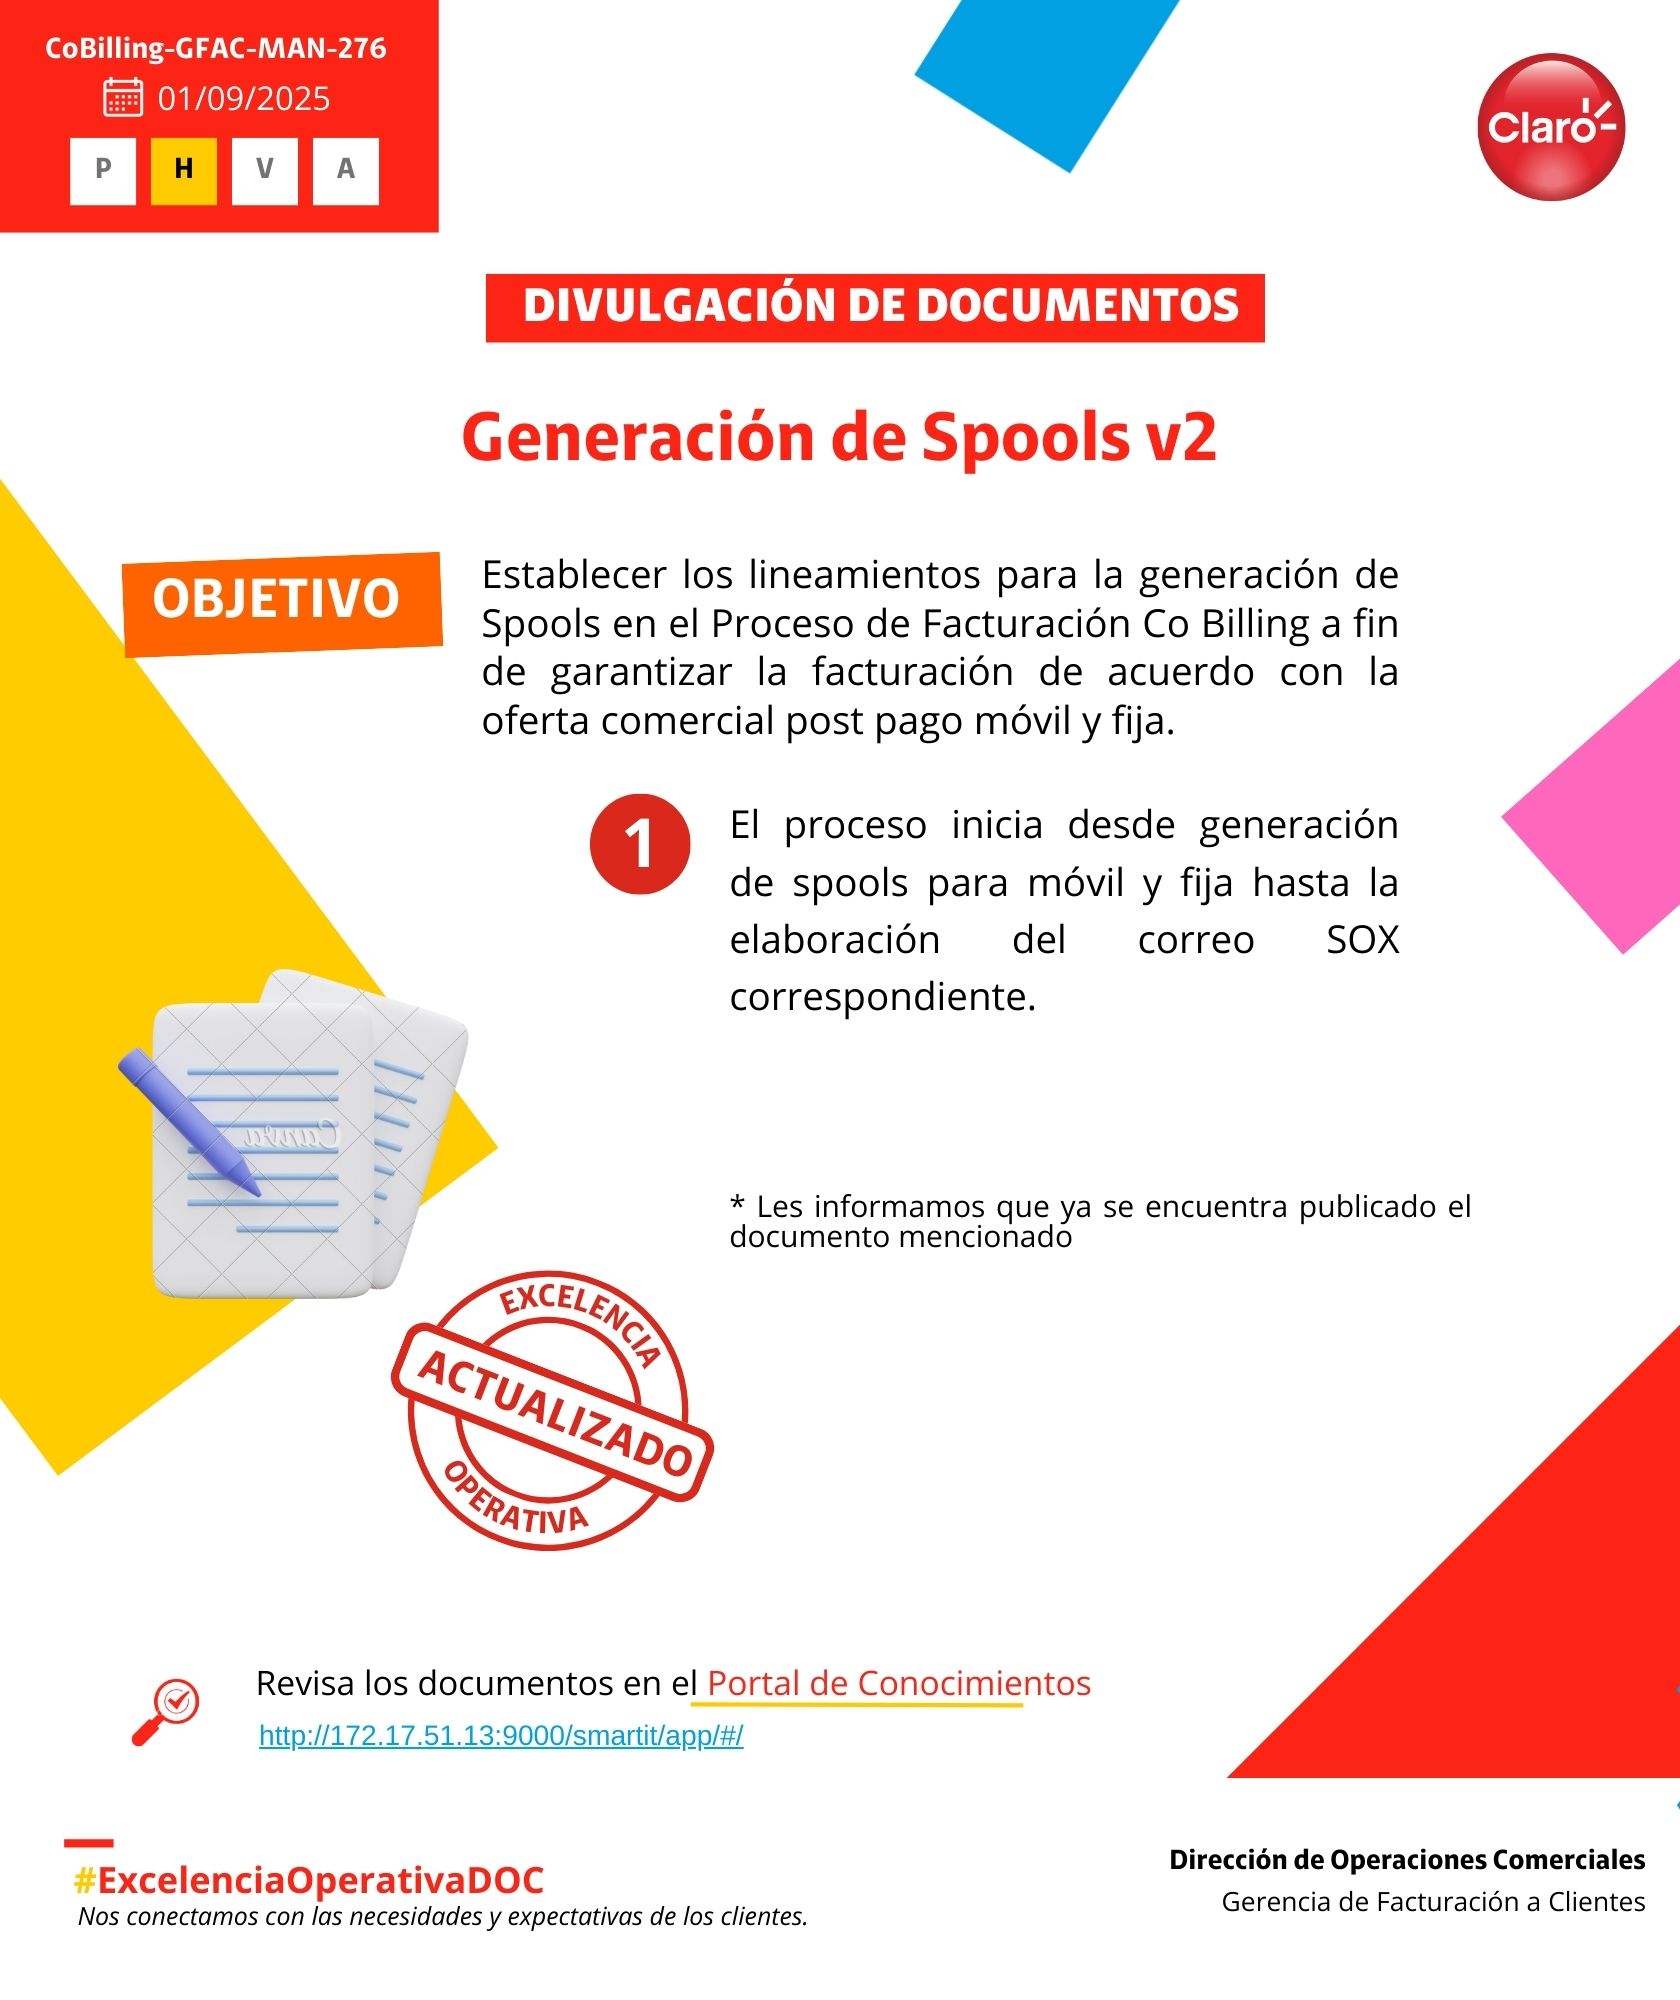 CoBilling-GFAC-MAN-276
01/09/2025
P H V A
Claro
DIVULGACIÓN DE DOCUMENTOS
Generación de Spools v2
OBJETIVO
Establecer los lineamientos para la generación de
Spools en el Proceso de Facturación Co Billing a fin
de garantizar la facturación de acuerdo con la
oferta comercial post pago móvil y fija.
1
El proceso inicia desde generación
de spools para móvil y fija hasta la
elaboración del correo SOX
correspondiente.
Canva
* Les informamos que ya se encuentra publicado el
documento mencionado
EXCELENCIA
ACTUALIZADO
OPERATIVA
Revisa los documentos en el Portal de Conocimientos
http://172.17.51.13:9000/smartit/app/#/
#ExcelenciaOperativaDOC
Nos conectamos con las necesidades y expectativas de los clientes.
Dirección de Operaciones Comerciales
Gerencia de Facturación a Clientes